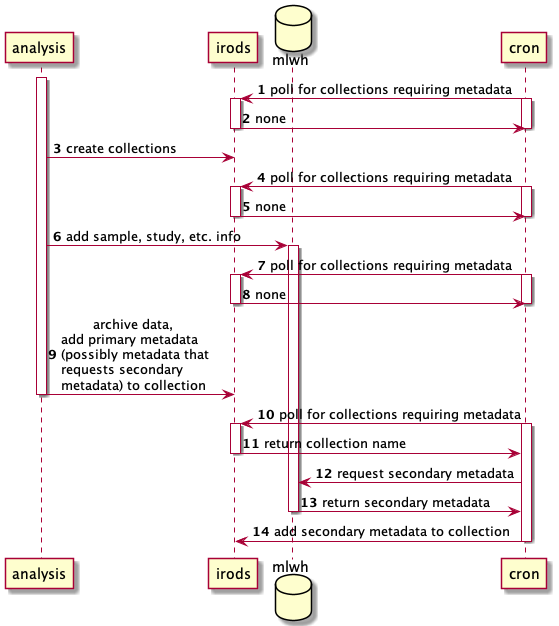 analysis
irods
mlwh
cron
1 poll for collections requiring metadata
2 none
3 create collections
4 poll for collections requiring metadata
5 none
6 add sample, study, etc. info
7 poll for collections requiring metadata
8 none
archive data,
add primary metadata
9 (possibly metadata that
requests secondary
metadata) to collection
10 poll for collections requiring metadata
11 return collection name
12 request secondary metadata
13 return secondary metadata
14 add secondary metadata to collection
analysis
irods
mlwh
cron